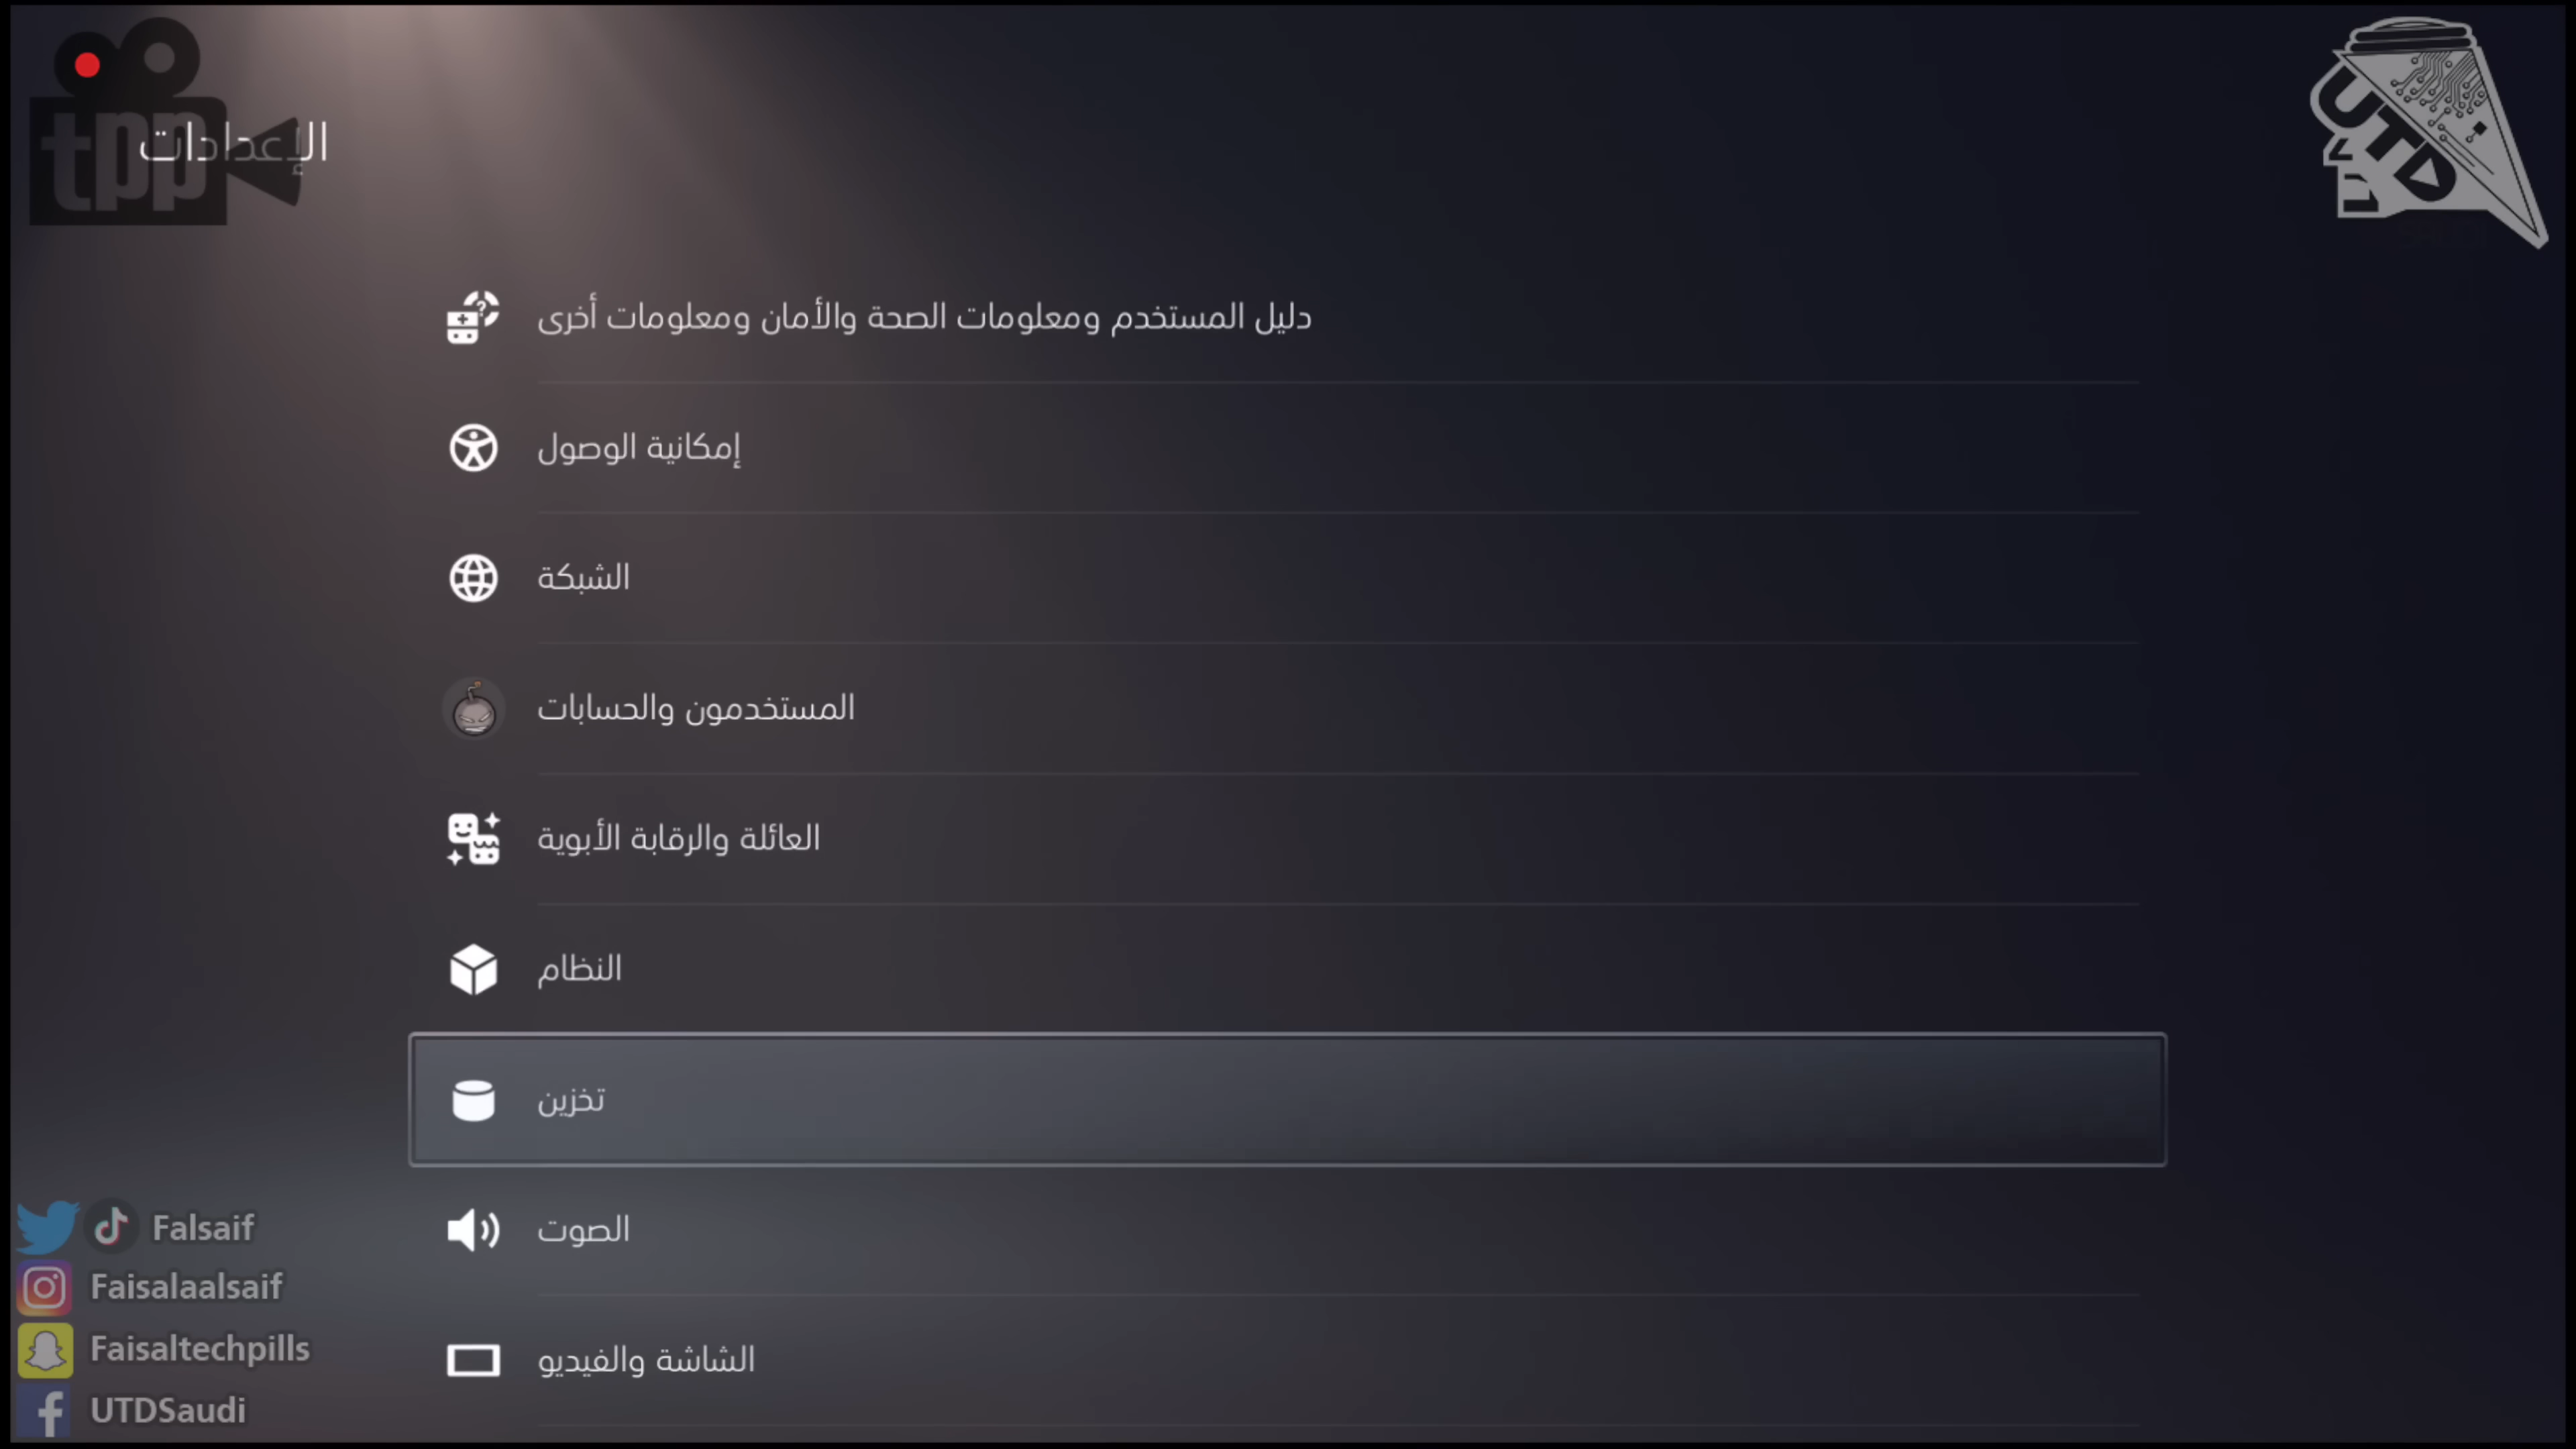 tpp
الإعدادات
UTD
دليل المستخدم ومعلومات الصحة والأمان ومعلومات أخرى
إمكانية الوصول
الشبكة
المستخدمون والحسابات
العائلة والرقابة الأبوية
النظام
تخزين
الصوت
الشاشة والفيديو
Falsaif
Faisalaalsaif
Faisaltechpills
UTDSaudi